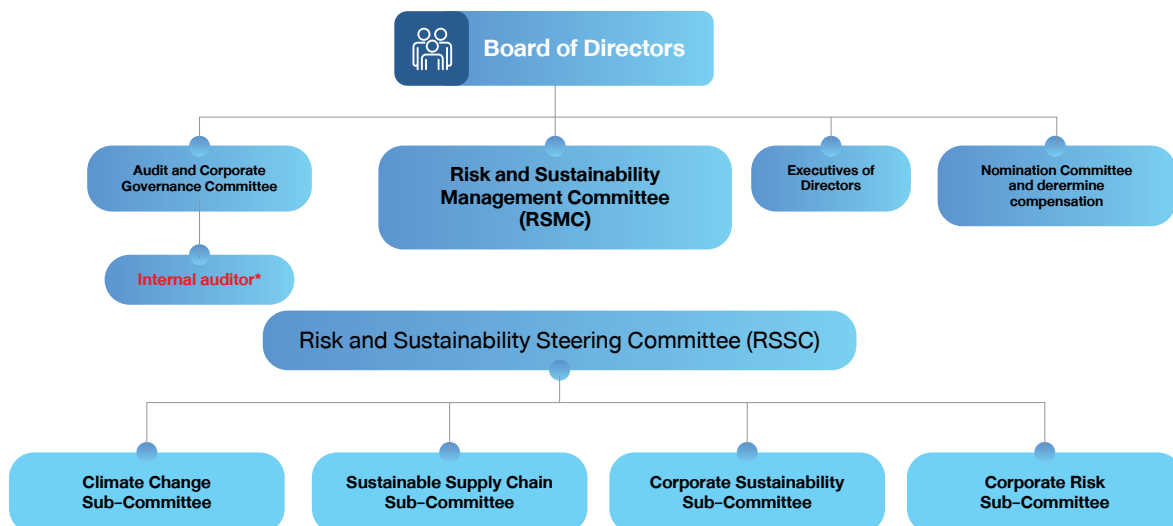 Board of Directors
Audit and Corporate
Governance Committee
Risk and Sustainability
Management Committee
(RSMC)
Executives of
Directors
Nomination Committee
and derermine
compensation
Internal auditor*
Risk and Sustainability Steering Committee (RSSC)
Climate Change
Sub-Committee
Sustainable Supply Chain
Sub-Committee
Corporate Sustainability
Sub-Committee
Corporate Risk
Sub-Committee